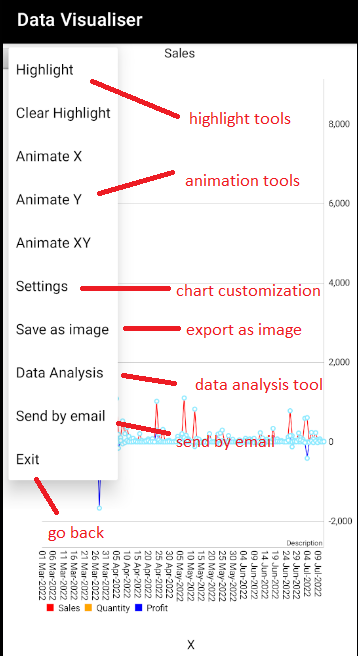 Data Visualiser
Sales
Highlight
highlight tools
Clear Highlight
8,000
Animate X
animation tools
Animate Y
6,000
Animate XY
Settings
chart customization
4,000
Save as image
export as image
Data Analysis
data analysis tool
2,000
Send by email
send by email
0
Exit
go back
-2,000
Description
01 Mar-2022
06 Mar-2022
11 Mar-2022
16 Mar-2022
21 Mar-2022
26 Mar-2022
31 Mar-2022
05 Apr-2022
10 Apr-2022
15 Apr-2022
20 Apr-2022
25 Apr-2022
30 Apr-2022
05 May-2022
10 May-2022
15 May-2022
20 May-2022
25 May-2022
30 May-2022
04 Jun-2022
09 Jun-2022
14 Jun-2022
19 Jun-2022
24 Jun-2022
29 Jun-2022
04 Jul-2022
09 Jul-2022
Sales Quantity Profit
X